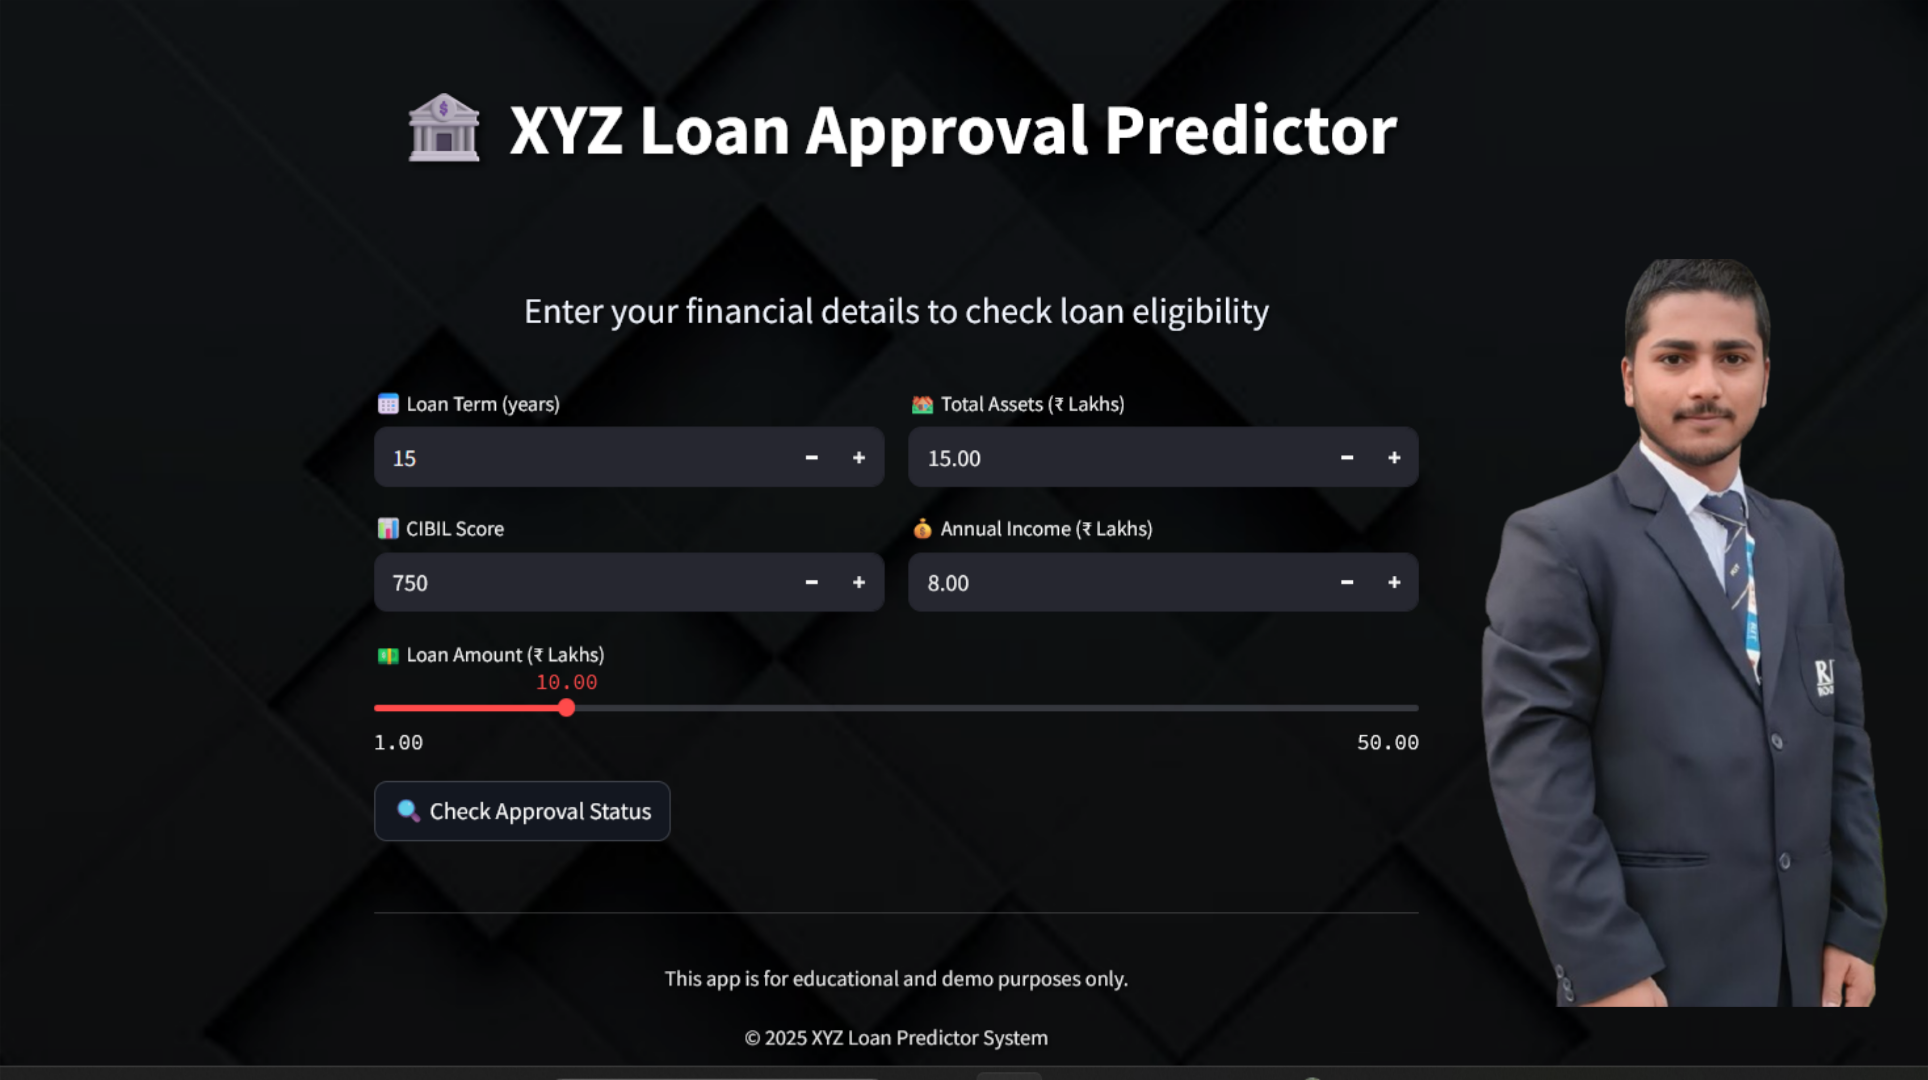 XYZ Loan Approval Predictor
Enter your financial details to check loan eligibility
Loan Term (years)
15
Total Assets (₹ Lakhs)
15.00
CIBIL Score
750
Annual Income (₹ Lakhs)
8.00
Loan Amount (₹ Lakhs)
10.00
1.00
50.00
Check Approval Status
This app is for educational and demo purposes only.
© 2025 XYZ Loan Predictor System